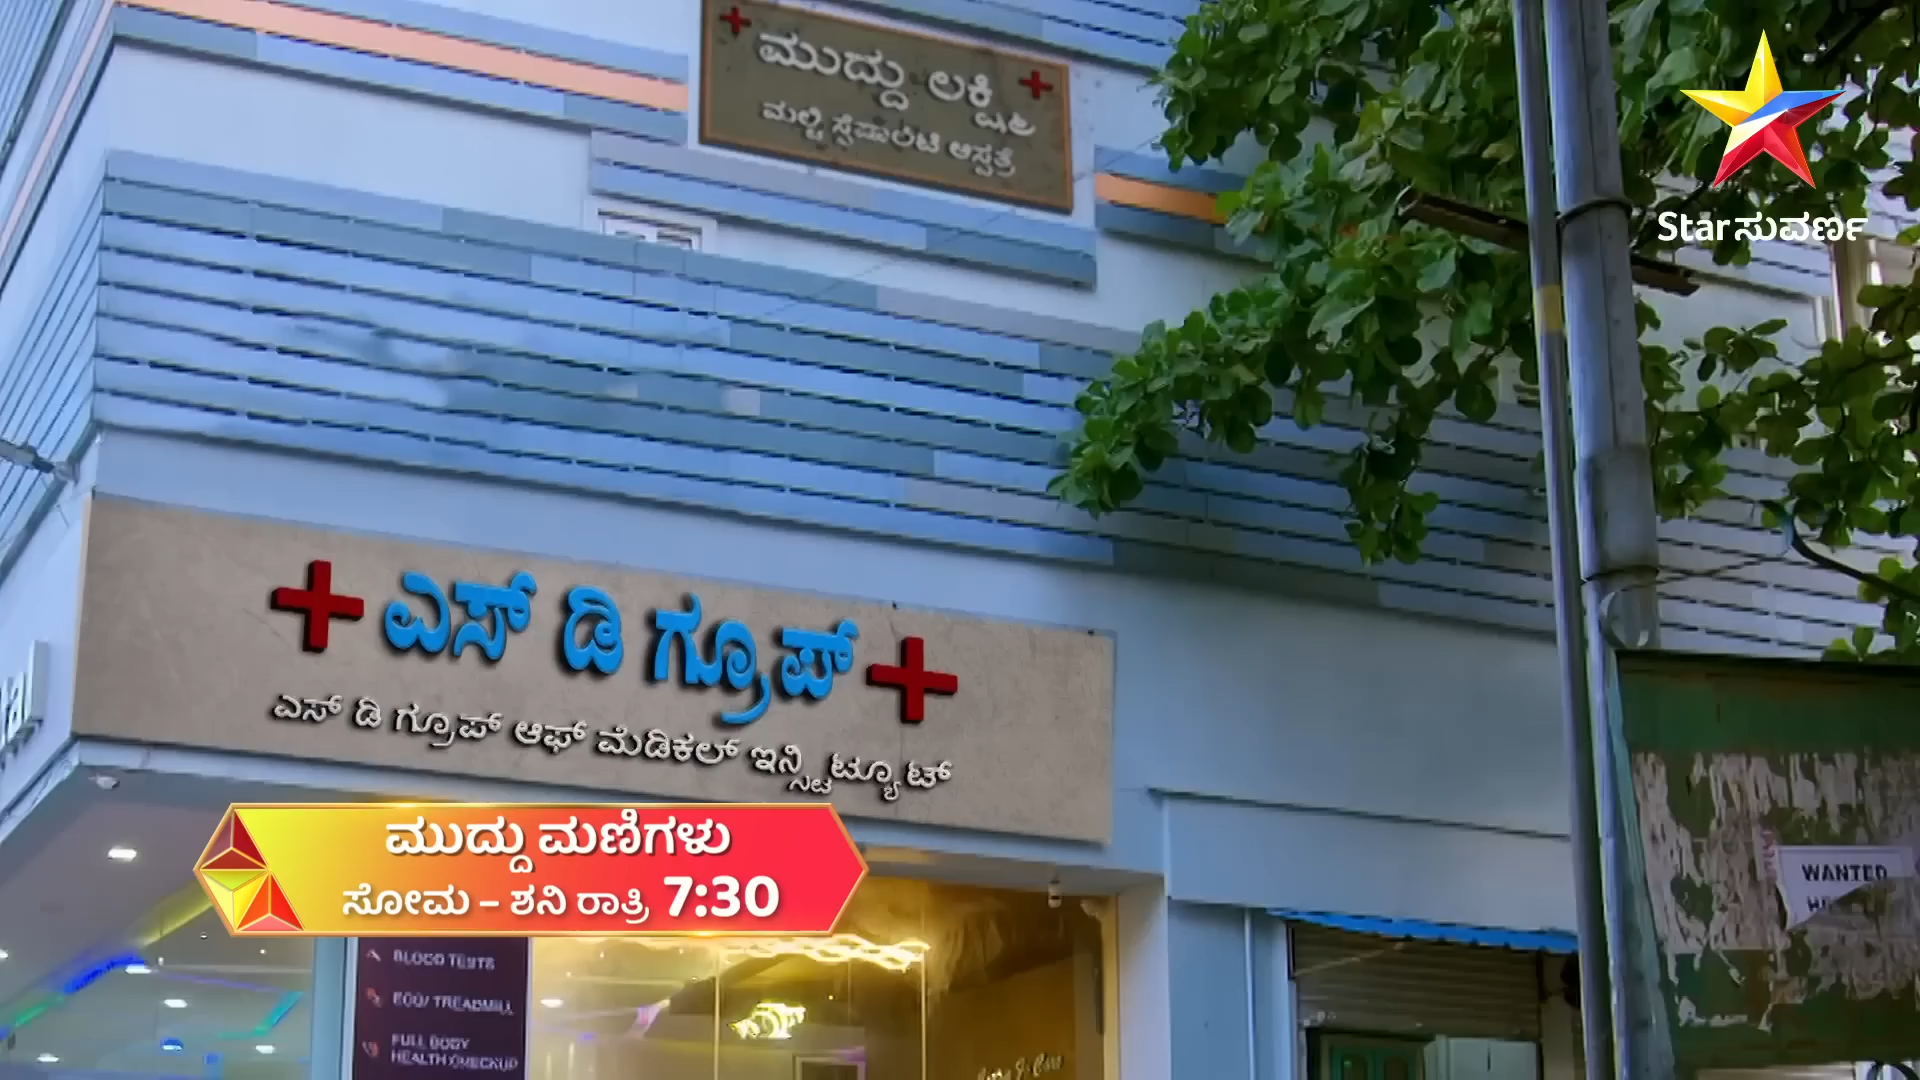 ಮುದ್ದು ಲಕ್ಷ್ಮಿ
ಮಲ್ಟಿ ಸ್ಪೆಷಾಲಿಟಿ ಆಸ್ಪತ್ರೆ
Star ಸುವರ್ಣ
ಎಸ್ ಡಿ ಗ್ರೂಪ್
ಎಸ್ ಡಿ ಗ್ರೂಪ್ ಆಫ್ ಮೆಡಿಕಲ್ ಇನ್ಸ್ಟಿಟ್ಯೂಟ್
ಮುದ್ದು ಮಣಿಗಳು
ಸೋಮ – ಶನಿ ರಾತ್ರಿ 7:30
WANTED
BLOOD TESTS
ECG/ TREADMILL
FULL BODY
HEALTH CHECKUP